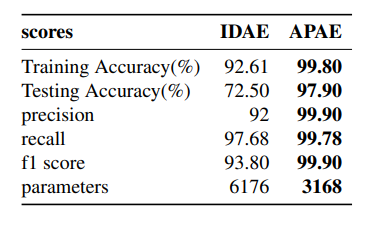 scores IDAE APAE
Training Accuracy(%) 92.61 99.80
Testing Accuracy(%) 72.50 97.90
precision 92 99.90
recall 97.68 99.78
f1 score 93.80 99.90
parameters 6176 3168